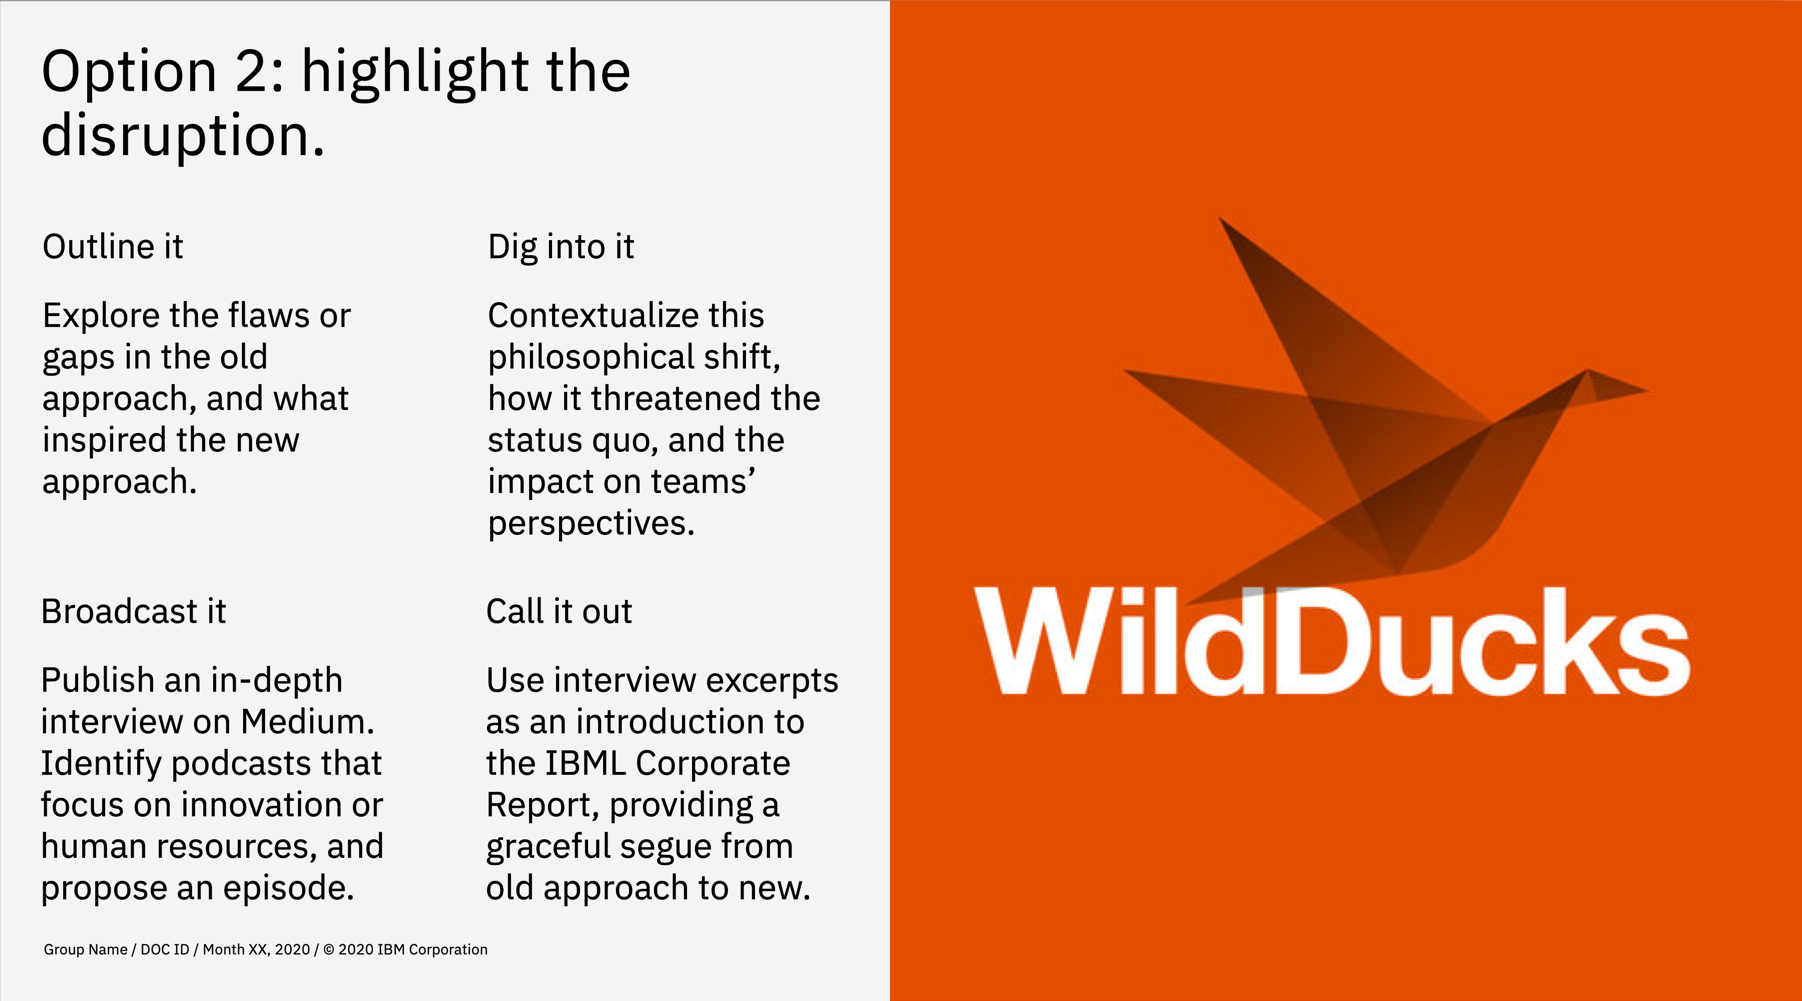 Option 2: highlight the
disruption.
Outline it
Explore the flaws or
gaps in the old
approach, and what
inspired the new
approach.
Dig into it
Contextualize this
philosophical shift,
how it threatened the
status quo, and the
impact on teams’
perspectives.
Broadcast it
Publish an in-depth
interview on Medium.
Identify podcasts that
focus on innovation or
human resources, and
propose an episode.
Call it out
Use interview excerpts
as an introduction to
the IBML Corporate
Report, providing a
graceful segue from
old approach to new.
Group Name / DOC ID / Month XX, 2020 / © 2020 IBM Corporation
WildDucks